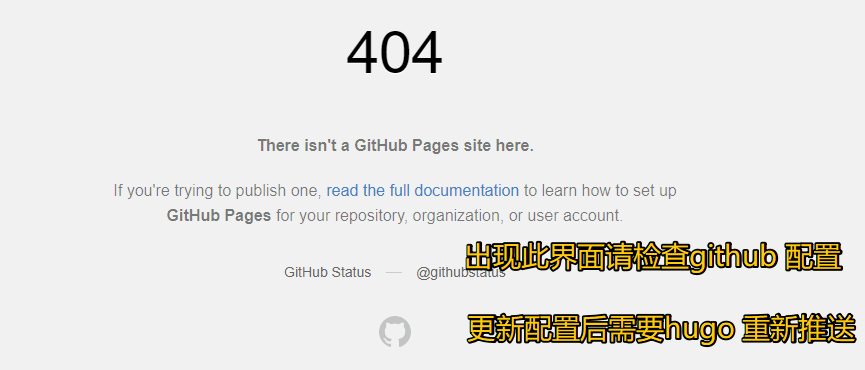 404
There isn't a GitHub Pages site here.
If you're trying to publish one, read the full documentation to learn how to set up
GitHub Pages for your repository, organization, or user account.
出现此界面请检查github 配置
GitHub Status — @githubstatus
更新配置后需要hugo 重新推送